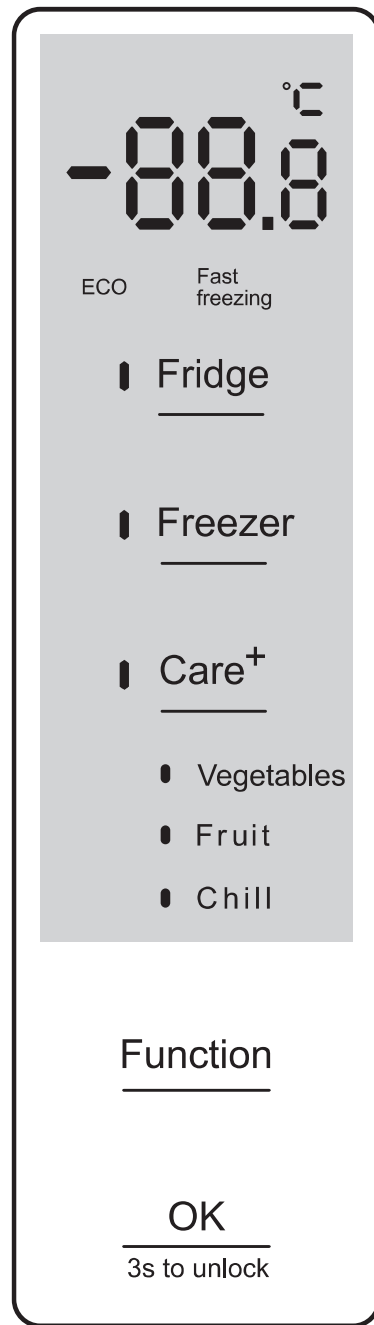 °C
-88.8
ECO
Fast
freezing
Fridge
Freezer
Care+
Vegetables
Fruit
Chill
Function
OK
3s to unlock